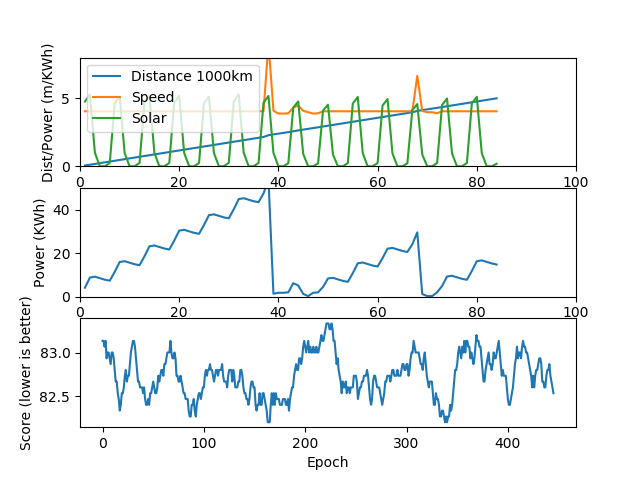 Dist/Power (m/KWh)
5
0
Distance 1000km
Speed
Solar
0 20 40 60 80 100
Power (KWh)
40
20
0
0 20 40 60 80 100
Score (lower is better)
83.0
82.5
0 100 200 300 400
Epoch